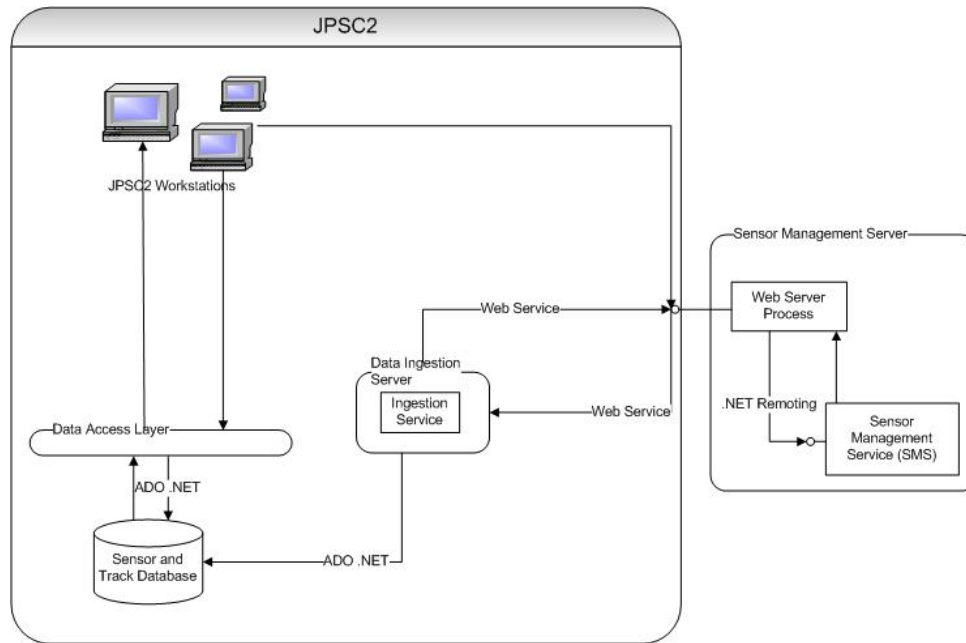 JPSC2
JPSC2 Workstations
Sensor Management Server
Web Server
Process
Web Service
Data Ingestion
Server
Ingestion
Service
Web Service
.NET Remoting
Sensor
Management
Service (SMS)
Data Access Layer
ADO .NET
Sensor and
Track Database
ADO .NET